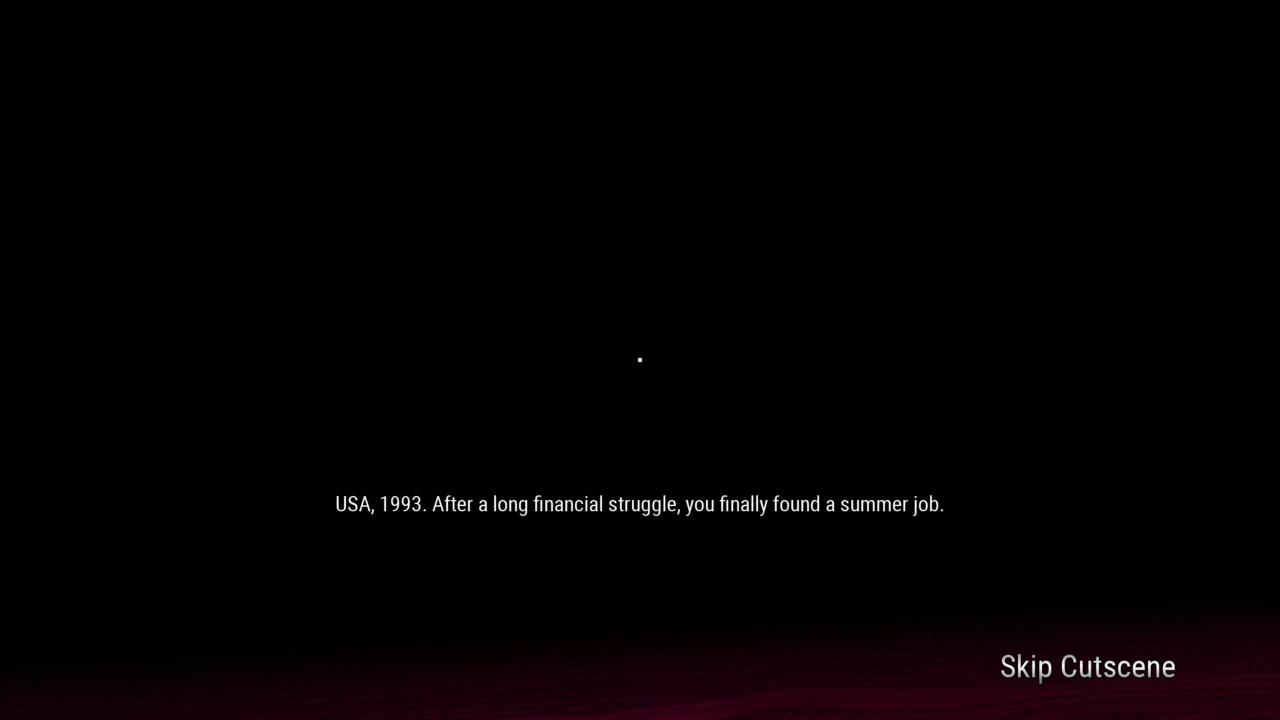 USA, 1993. After a long financial struggle, you finally found a summer job.
Skip Cutscene